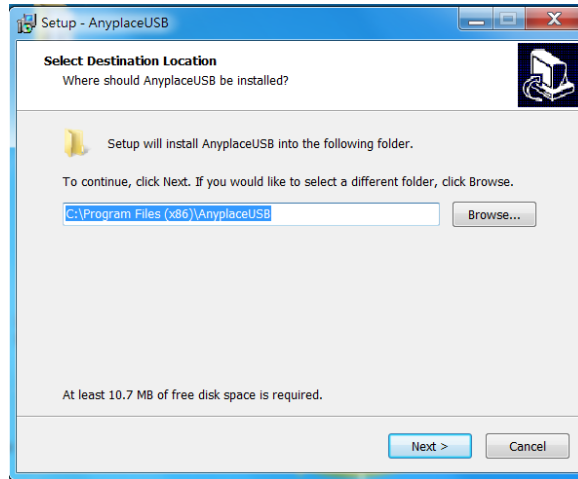 Setup - AnyplaceUSB
Select Destination Location
Where should AnyplaceUSB be installed?
Setup will install AnyplaceUSB into the following folder.
To continue, click Next. If you would like to select a different folder, click Browse.
C:\Program Files (x86)\AnyplaceUSB
Browse...
At least 10.7 MB of free disk space is required.
Next >
Cancel